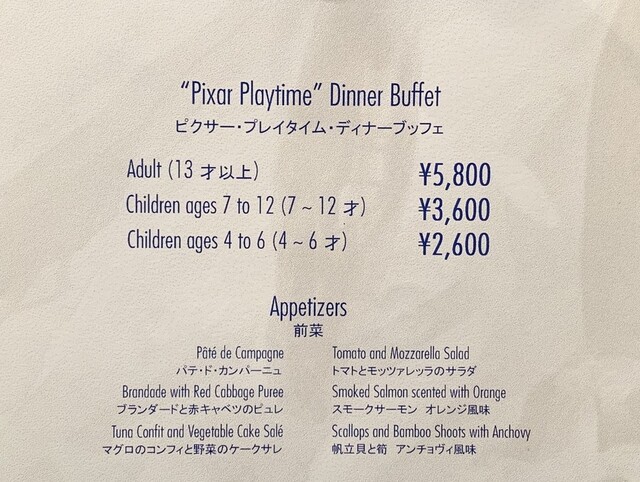 “Pixar Playtime” Dinner Buffet
ピクサー・プレイタイム・ディナーブッフェ
Adult (13 才以上) ¥5,800
Children ages 7 to 12 (7 ~ 12 才) ¥3,600
Children ages 4 to 6 (4 ~ 6 才) ¥2,600
Appetizers
前菜
Pâté de Campagne
パテ・ド・カンパーニュ
Brandade with Red Cabbage Puree
ブランダードと赤キャベツのピュレ
Tuna Confit and Vegetable Cake Salé
マグロのコンフィと野菜のケークサレ
Tomato and Mozzarella Salad
トマトとモッツァレッラのサラダ
Smoked Salmon scented with Orange
スモークサーモン オレンジ風味
Scallops and Bamboo Shoots with Anchovy
帆立貝と筍 アンチョヴィ風味